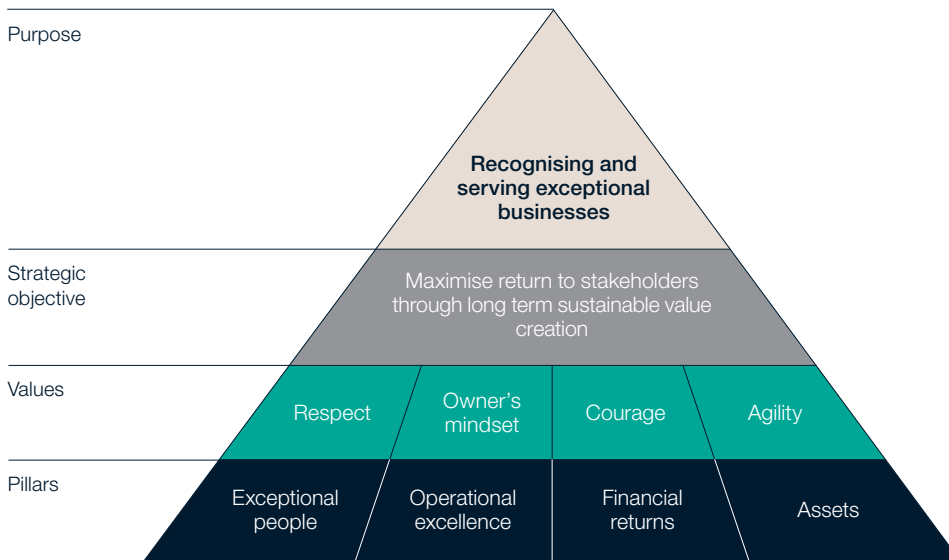 Purpose
Recognising and
serving exceptional
businesses
Strategic
objective
Maximise return to stakeholders
through long term sustainable value
creation
Values
Respect
Owner's
mindset
Courage
Agility
Pillars
Exceptional
people
Operational
excellence
Financial
returns
Assets